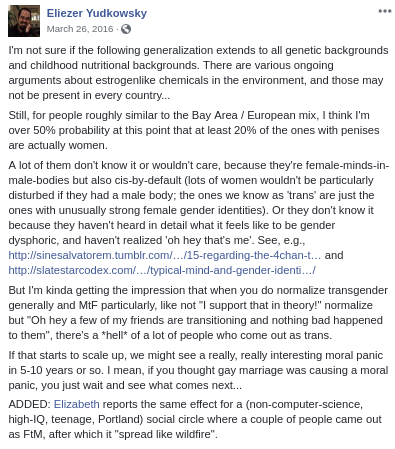 Eliezer Yudkowsky
March 26, 2016 ·
I'm not sure if the following generalization extends to all genetic backgrounds
and childhood nutritional backgrounds. There are various ongoing
arguments about estrogenlike chemicals in the environment, and those may
not be present in every country...
Still, for people roughly similar to the Bay Area / European mix, I think I'm
over 50% probability at this point that at least 20% of the ones with penises
are actually women.
A lot of them don't know it or wouldn't care, because they're female-minds-in-
male-bodies but also cis-by-default (lots of women wouldn't be particularly
disturbed if they had a male body; the ones we know as 'trans' are just the
ones with unusually strong female gender identities). Or they don't know it
because they haven't heard in detail what it feels like to be gender
dysphoric, and haven't realized 'oh hey that's me'. See, e.g.,
http://sinesalvatorem.tumblr.com/…/15-regarding-the-4chan-t… and
http://slatestarcodex.com/…/typical-mind-and-gender-identi…/
But I'm kinda getting the impression that when you do normalize transgender
generally and MtF particularly, like not "I support that in theory!" normalize
but "Oh hey a few of my friends are transitioning and nothing bad happened
to them", there's a *hell* of a lot of people who come out as trans.
If that starts to scale up, we might see a really, really interesting moral panic
in 5-10 years or so. I mean, if you thought gay marriage was causing a moral
panic, you just wait and see what comes next...
ADDED: Elizabeth reports the same effect for a (non-computer-science,
high-IQ, teenage, Portland) social circle where a couple of people came out
as FtM, after which it "spread like wildfire".